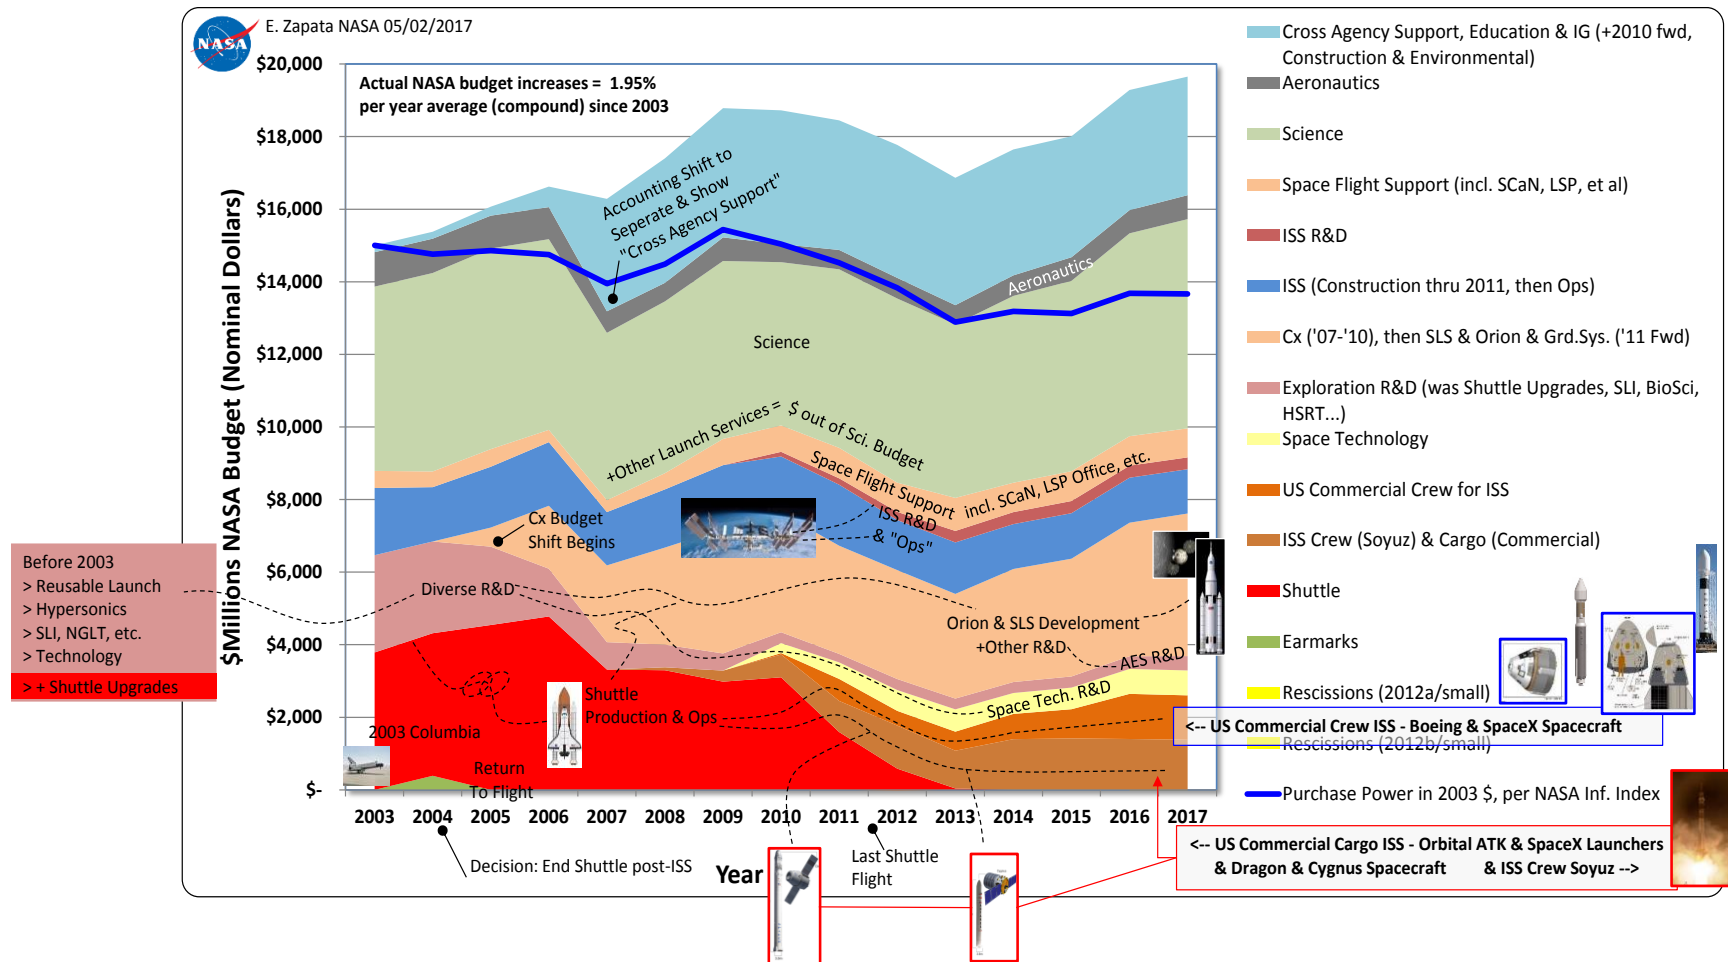 NASA
E. Zapata NASA 05/02/2017
Actual NASA budget increases = 1.95%
per year average (compound) since 2003
$Millions NASA Budget (Nominal Dollars)
$20,000
$18,000
$16,000
$14,000
$12,000
$10,000
$8,000
$6,000
$4,000
$2,000
$-
Accounting Shift to
Seperate & Show
"Cross Agency Support"
Aeronautics
Science
+Other Launch Services = $ out of Sci. Budget
Space Flight Support incl. SCaN, LSP Office, etc.
ISS R&D
& "Ops"
Cx Budget
Shift Begins
Diverse R&D
Orion & SLS Development
+Other R&D
AES R&D
Space Tech. R&D
Shuttle
Production & Ops
2003 Columbia
Return
To Flight
Before 2003
> Reusable Launch
> Hypersonics
> SLI, NGLT, etc.
> Technology
> + Shuttle Upgrades
2003 2004 2005 2006 2007 2008 2009 2010 2011 2012 2013 2014 2015 2016 2017
Decision: End Shuttle post-ISS
Year
Last Shuttle
Flight
Cross Agency Support, Education & IG (+2010 fwd,
Construction & Environmental)
Aeronautics
Science
Space Flight Support (incl. SCaN, LSP, et al)
ISS R&D
ISS (Construction thru 2011, then Ops)
Cx ('07-'10), then SLS & Orion & Grd.Sys. ('11 Fwd)
Exploration R&D (was Shuttle Upgrades, SLI, BioSci,
HSRT...)
Space Technology
US Commercial Crew for ISS
ISS Crew (Soyuz) & Cargo (Commercial)
Shuttle
Earmarks
Rescissions (2012a/small)
<-- US Commercial Crew ISS - Boeing & SpaceX Spacecraft
Rescissions (2012b/small)
Purchase Power in 2003 $, per NASA Inf. Index
<-- US Commercial Cargo ISS - Orbital ATK & SpaceX Launchers
& Dragon & Cygnus Spacecraft & ISS Crew Soyuz -->